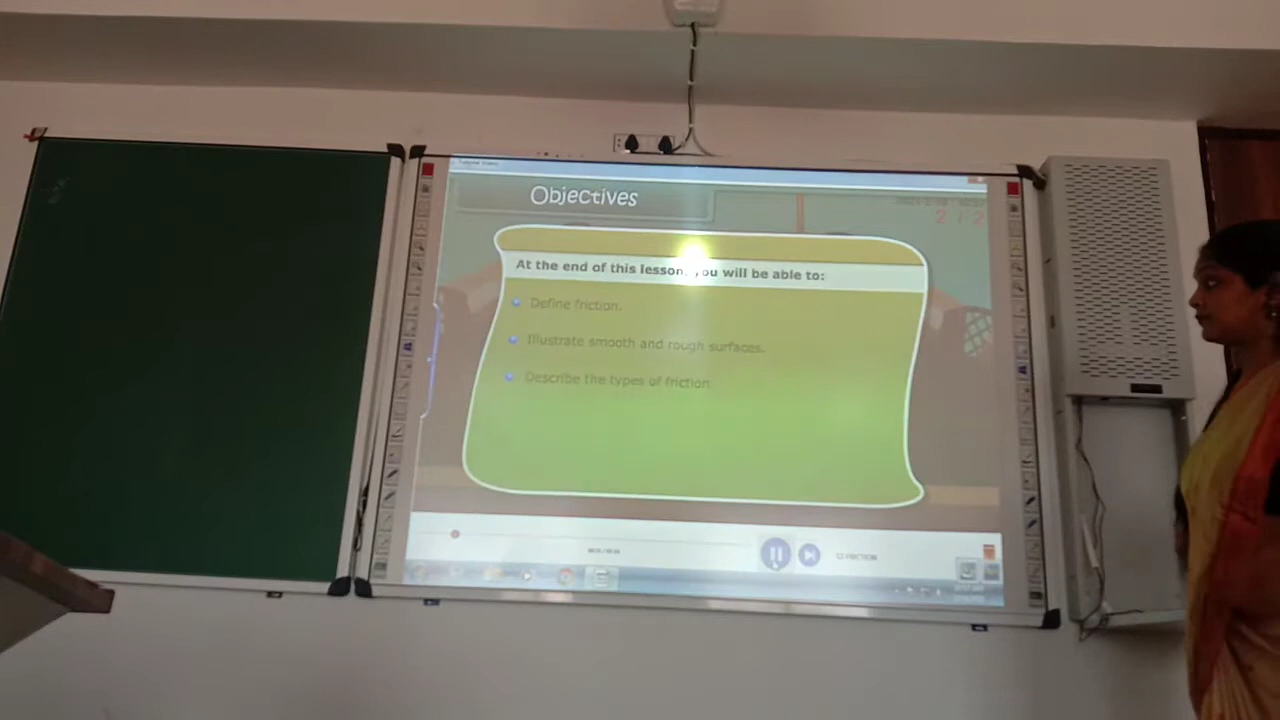 Objectives
At the end of this lesson, you will be able to:
Define friction.
Illustrate smooth and rough surfaces.
Describe the types of friction.